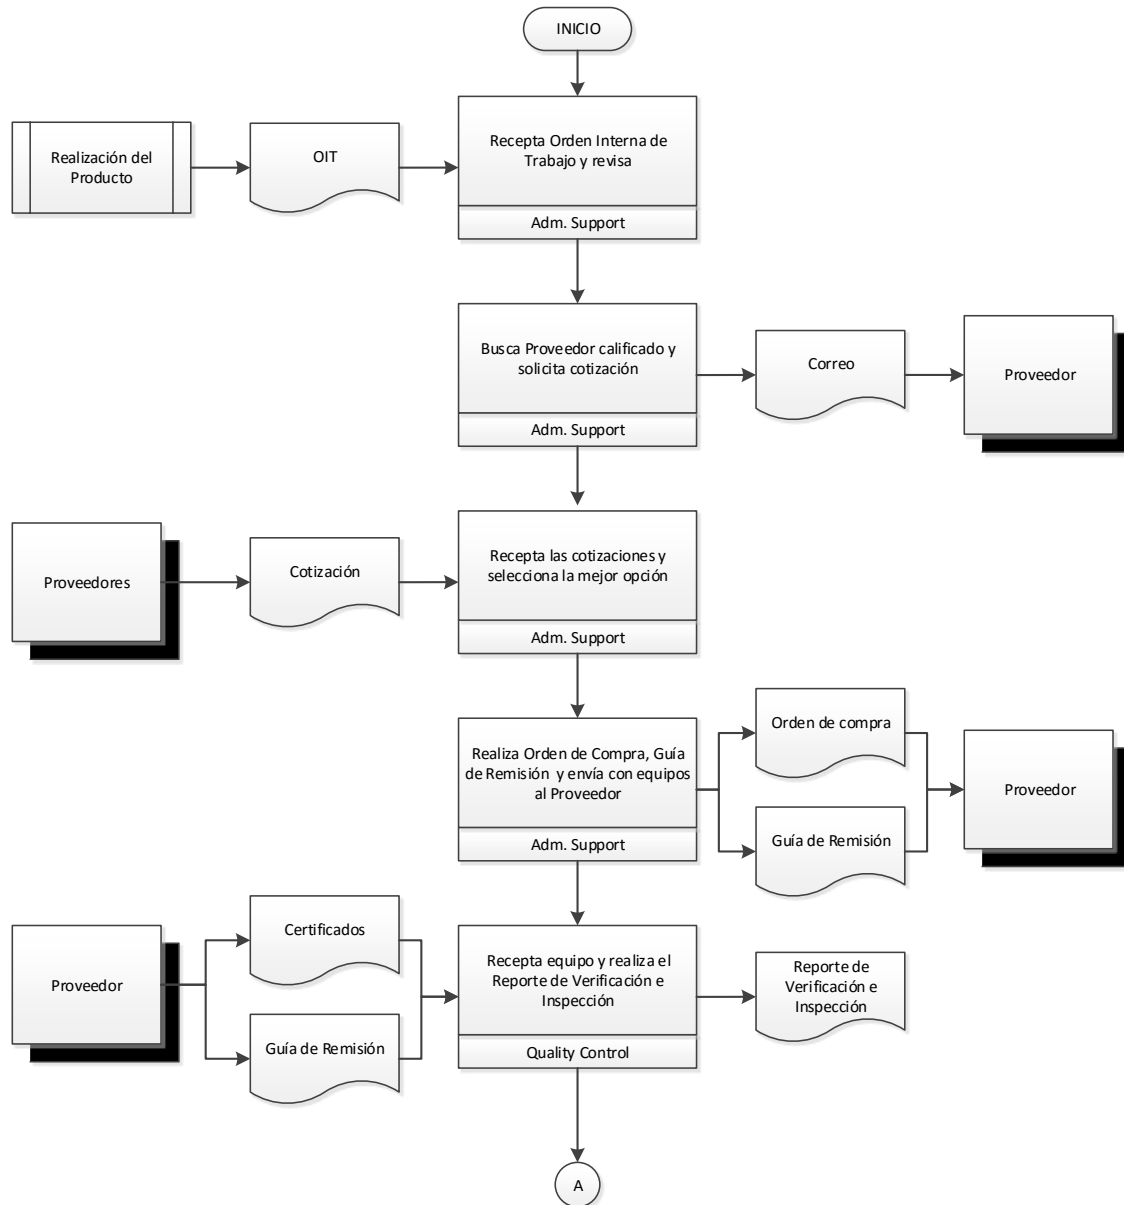 INICIO
Realización del
Producto
OIT
Recepta Orden Interna de
Trabajo y revisa
Adm. Support
Busca Proveedor calificado y
solicita cotización
Adm. Support
Correo
Proveedor
Proveedores
Cotización
Recepta las cotizaciones y
selecciona la mejor opción
Adm. Support
Realiza Orden de Compra, Guía
de Remisión y envía con equipos
al Proveedor
Adm. Support
Orden de compra
Guía de Remisión
Proveedor
Proveedor
Certificados
Guía de Remisión
Recepta equipo y realiza el
Reporte de Verificación e
Inspección
Quality Control
Reporte de
Verificación e
Inspección
A